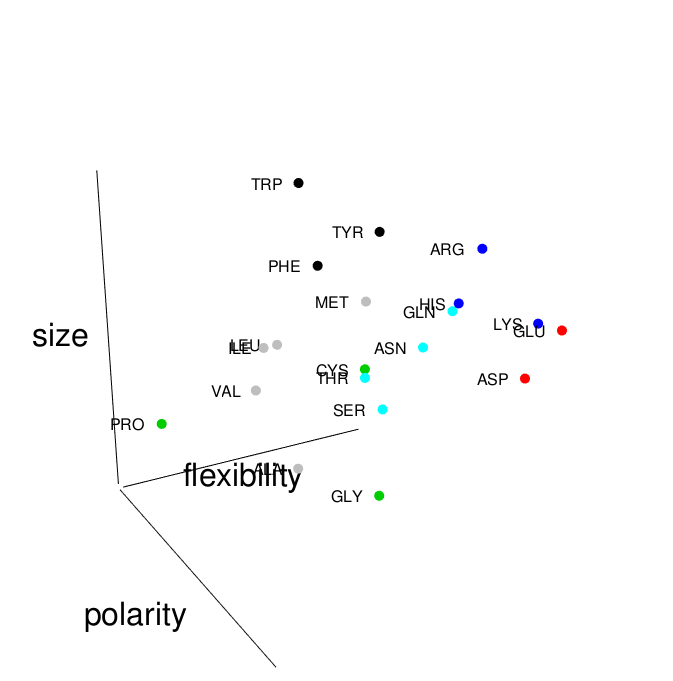 TRP
TYR
ARG
PHE
MET
HIS
GLN
LYS
GLU
size
LEU
ILE
ASN
CYS
THR
ASP
VAL
SER
PRO
ALA
flexibility
GLY
polarity